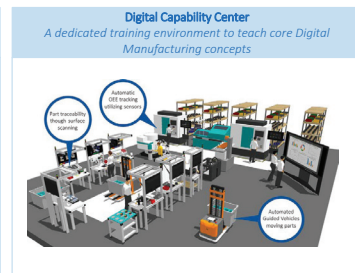 Digital Capability Center
A dedicated training environment to teach core Digital
Manufacturing concepts
Automatic
OEE tracking
utilizing sensors
Part traceability
though surface
scanning
Automated
Guided Vehicles
moving parts